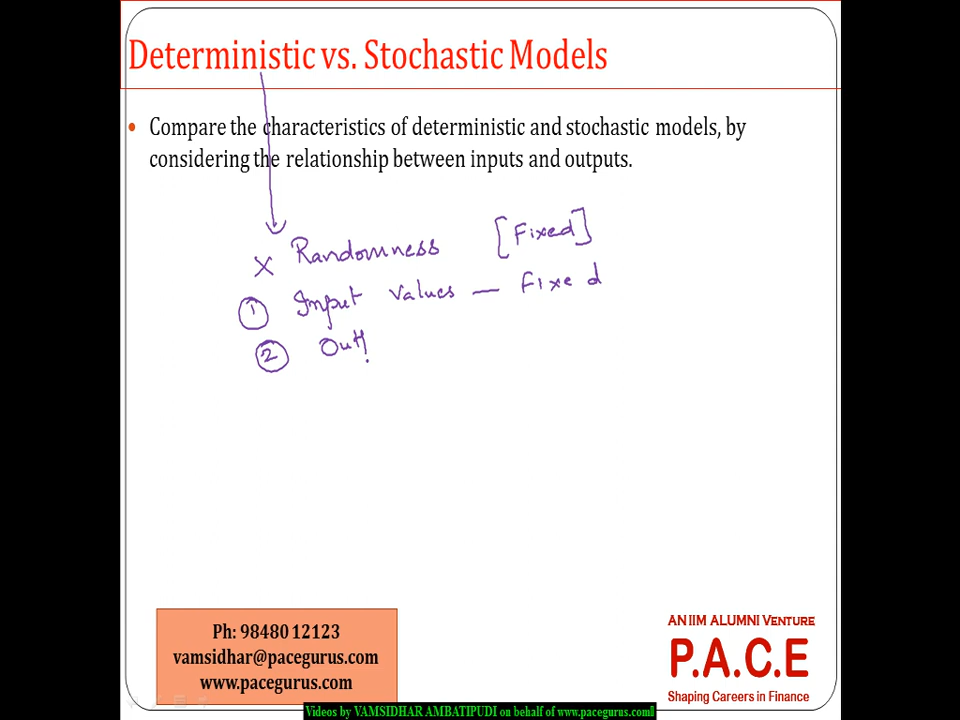 Deterministic vs. Stochastic Models
• Compare the characteristics of deterministic and stochastic models, by
considering the relationship between inputs and outputs.
X Randomness [Fixed]
① Input values — Fixed
② Out
Ph: 98480 12123
vamsidhar@pacegurus.com
www.pacegurus.com
AN IIM ALUMNI VENTURE
P.A.C.E
Shaping Careers in Finance
Videos by VAMSIDHAR AMBATIPUDI on behalf of www.pacegurus.com